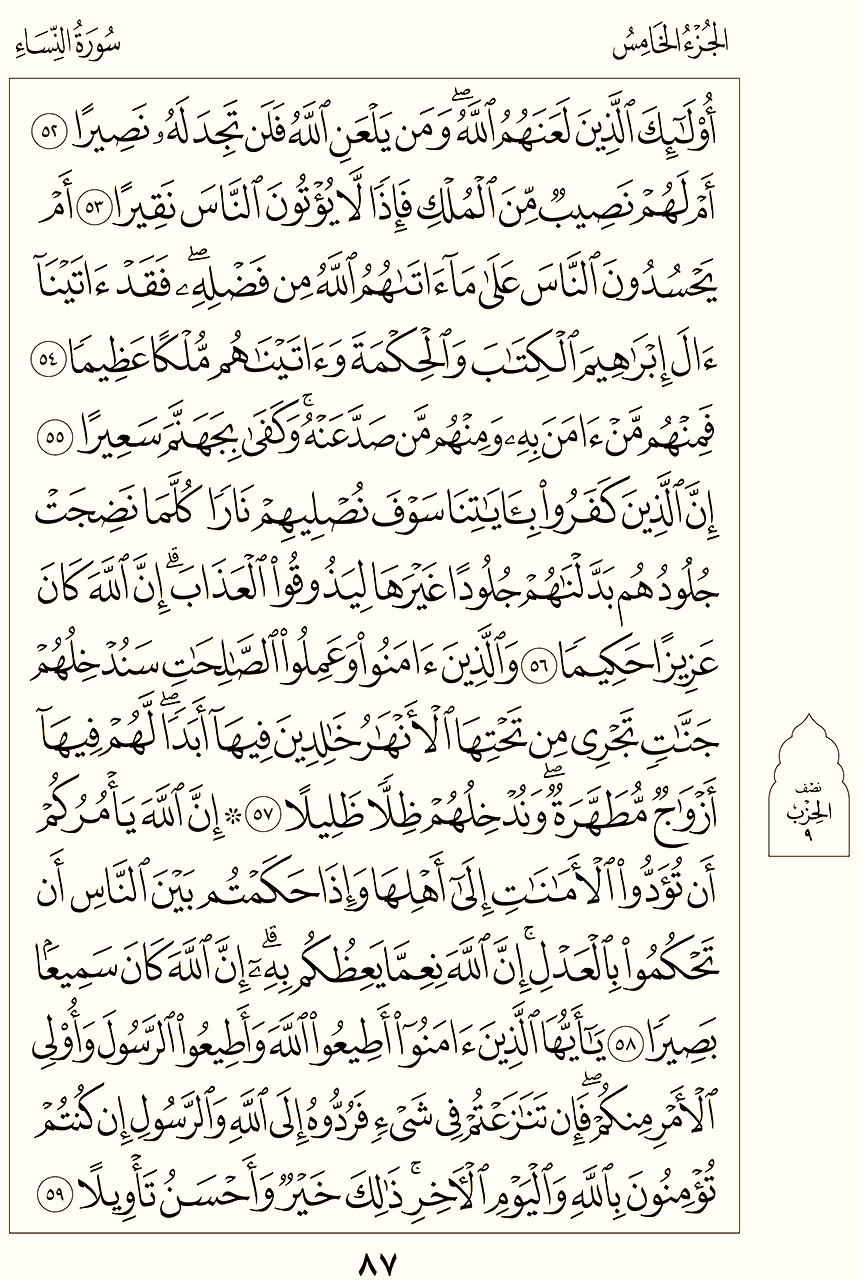 الجُزْءُ الخَامِسُ
سُورَةُ النِّسَاءِ
أُوْلَٰٓئِكَ ٱلَّذِينَ لَعَنَهُمُ ٱللَّهُۖ وَمَن يَلْعَنِ ٱللَّهُ فَلَن تَجِدَ لَهُۥ نَصِيرًا ٥٢
أَمْ لَهُمْ نَصِيبٌ مِّنَ ٱلْمُلْكِ فَإِذًا لَّا يُؤْتُونَ ٱلنَّاسَ نَقِيرًا ٥٣ أَمْ
يَحْسُدُونَ ٱلنَّاسَ عَلَىٰ مَآ ءَاتَىٰهُمُ ٱللَّهُ مِن فَضْلِهِۦۖ فَقَدْ ءَاتَيْنَآ
ءَالَ إِبْرَٰهِيمَ ٱلْكِتَٰبَ وَٱلْحِكْمَةَ وَءَاتَيْنَٰهُم مُّلْكًا عَظِيمًا ٥٤
فَمِنْهُم مَّنْ ءَامَنَ بِهِۦ وَمِنْهُم مَّن صَدَّ عَنْهُۚ وَكَفَىٰ بِجَهَنَّمَ سَعِيرًا ٥٥
إِنَّ ٱلَّذِينَ كَفَرُواْ بِـَٔايَٰتِنَا سَوْفَ نُصْلِيهِمْ نَارًا كُلَّمَا نَضِجَتْ
جُلُودُهُم بَدَّلْنَٰهُمْ جُلُودًا غَيْرَهَا لِيَذُوقُواْ ٱلْعَذَابَۗ إِنَّ ٱللَّهَ كَانَ
عَزِيزًا حَكِيمًا ٥٦ وَٱلَّذِينَ ءَامَنُواْ وَعَمِلُواْ ٱلصَّٰلِحَٰتِ سَنُدْخِلُهُمْ
جَنَّٰتٍ تَجْرِى مِن تَحْتِهَا ٱلْأَنْهَٰرُ خَٰلِدِينَ فِيهَآ أَبَدًاۖ لَّهُمْ فِيهَآ
أَزْوَٰجٌ مُّطَهَّرَةٌۖ وَنُدْخِلُهُمْ ظِلًّا ظَلِيلًا ٥٧ ۞ إِنَّ ٱللَّهَ يَأْمُرُكُمْ
أَن تُؤَدُّواْ ٱلْأَمَٰنَٰتِ إِلَىٰٓ أَهْلِهَا وَإِذَا حَكَمْتُم بَيْنَ ٱلنَّاسِ أَن
تَحْكُمُواْ بِٱلْعَدْلِۚ إِنَّ ٱللَّهَ نِعِمَّا يَعِظُكُم بِهِۦٓۗ إِنَّ ٱللَّهَ كَانَ سَمِيعًۢا
بَصِيرًا ٥٨ يَٰٓأَيُّهَا ٱلَّذِينَ ءَامَنُوٓاْ أَطِيعُواْ ٱللَّهَ وَأَطِيعُواْ ٱلرَّسُولَ وَأُوْلِى
ٱلْأَمْرِ مِنكُمْۖ فَإِن تَنَٰزَعْتُمْ فِى شَىْءٍ فَرُدُّوهُ إِلَى ٱللَّهِ وَٱلرَّسُولِ إِن كُنتُمْ
تُؤْمِنُونَ بِٱللَّهِ وَٱلْيَوْمِ ٱلْأَخِرِۚ ذَٰلِكَ خَيْرٌ وَأَحْسَنُ تَأْوِيلًا ٥٩
نصف
الحزب
٩
٨٧